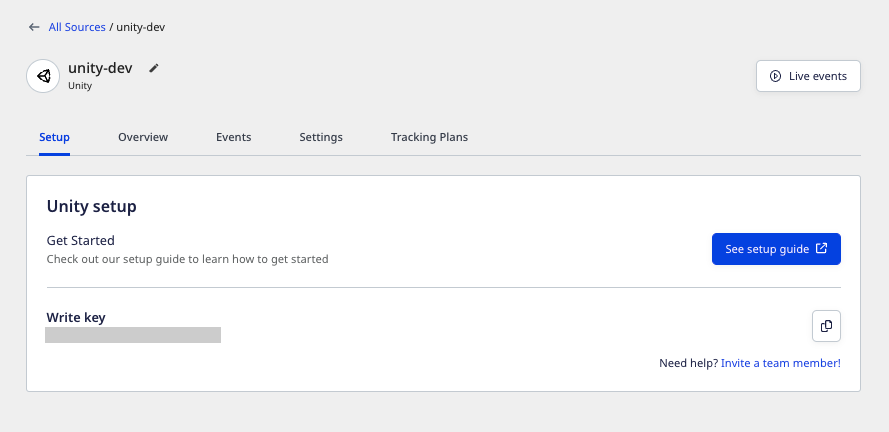 All Sources / unity-dev
unity-dev
Unity
Live events
Setup Overview Events Settings Tracking Plans
Unity setup
Get Started
Check out our setup guide to learn how to get started
See setup guide
Write key
Need help? Invite a team member!